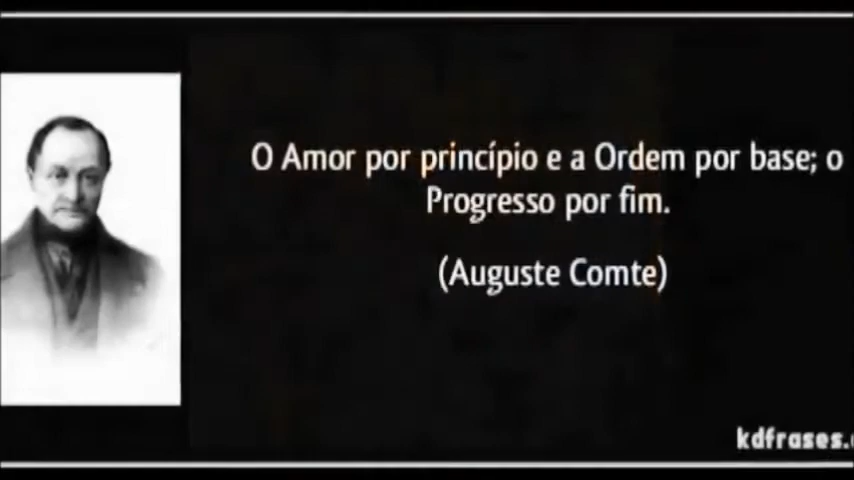 O Amor por princípio e a Ordem por base; o
Progresso por fim.
(Auguste Comte)
kdfrases.